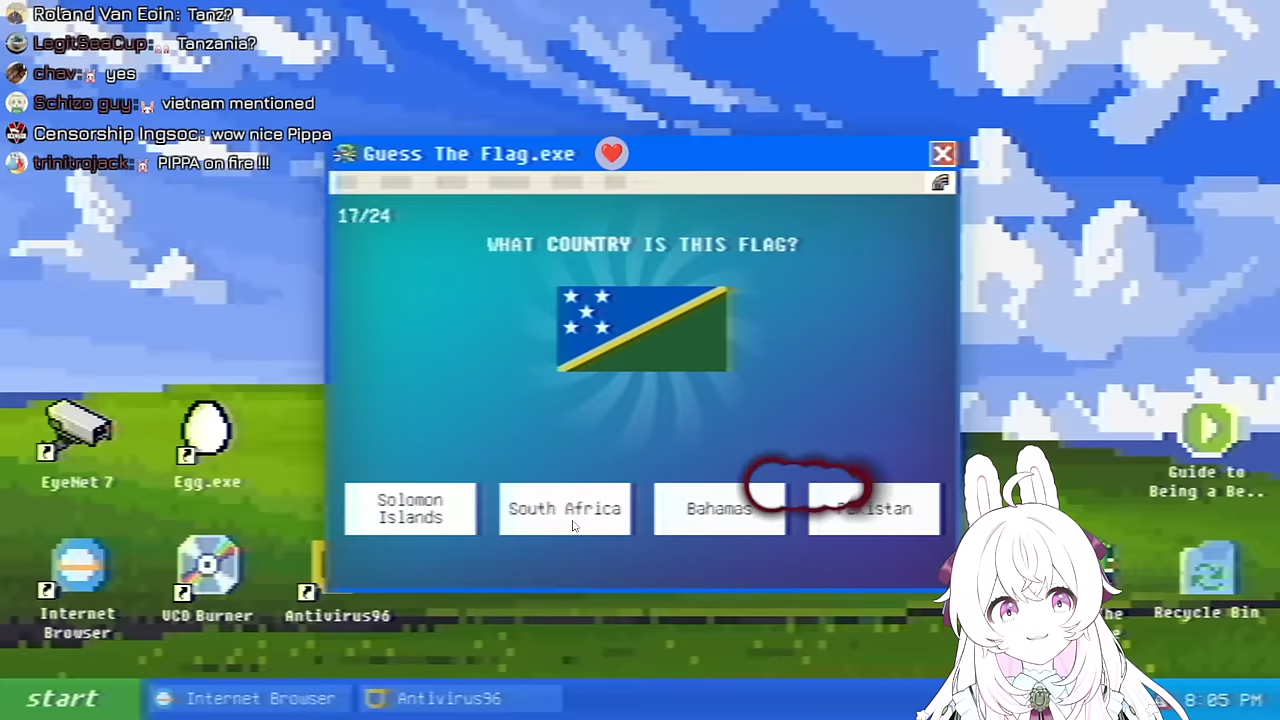 Roland Van Eoin: Tanz?
LegitSeaCup: Tanzania?
chav: yes
Schizo guy: vietnam mentioned
Censorship Ingsoc: wow nice Pippa
trinitrojack: PIPPA on fire !!!
Guess The Flag.exe
17/24
WHAT COUNTRY IS THIS FLAG?
Solomon
Islands
South Africa
Bahamas
Pakistan
EyeNet 7
Egg.exe
Guide to
Being a Be..
Internet
Browser
VCD Burner
Antivirus96
Recycle Bin
start
Internet Browser
Antivirus96
8:05 PM